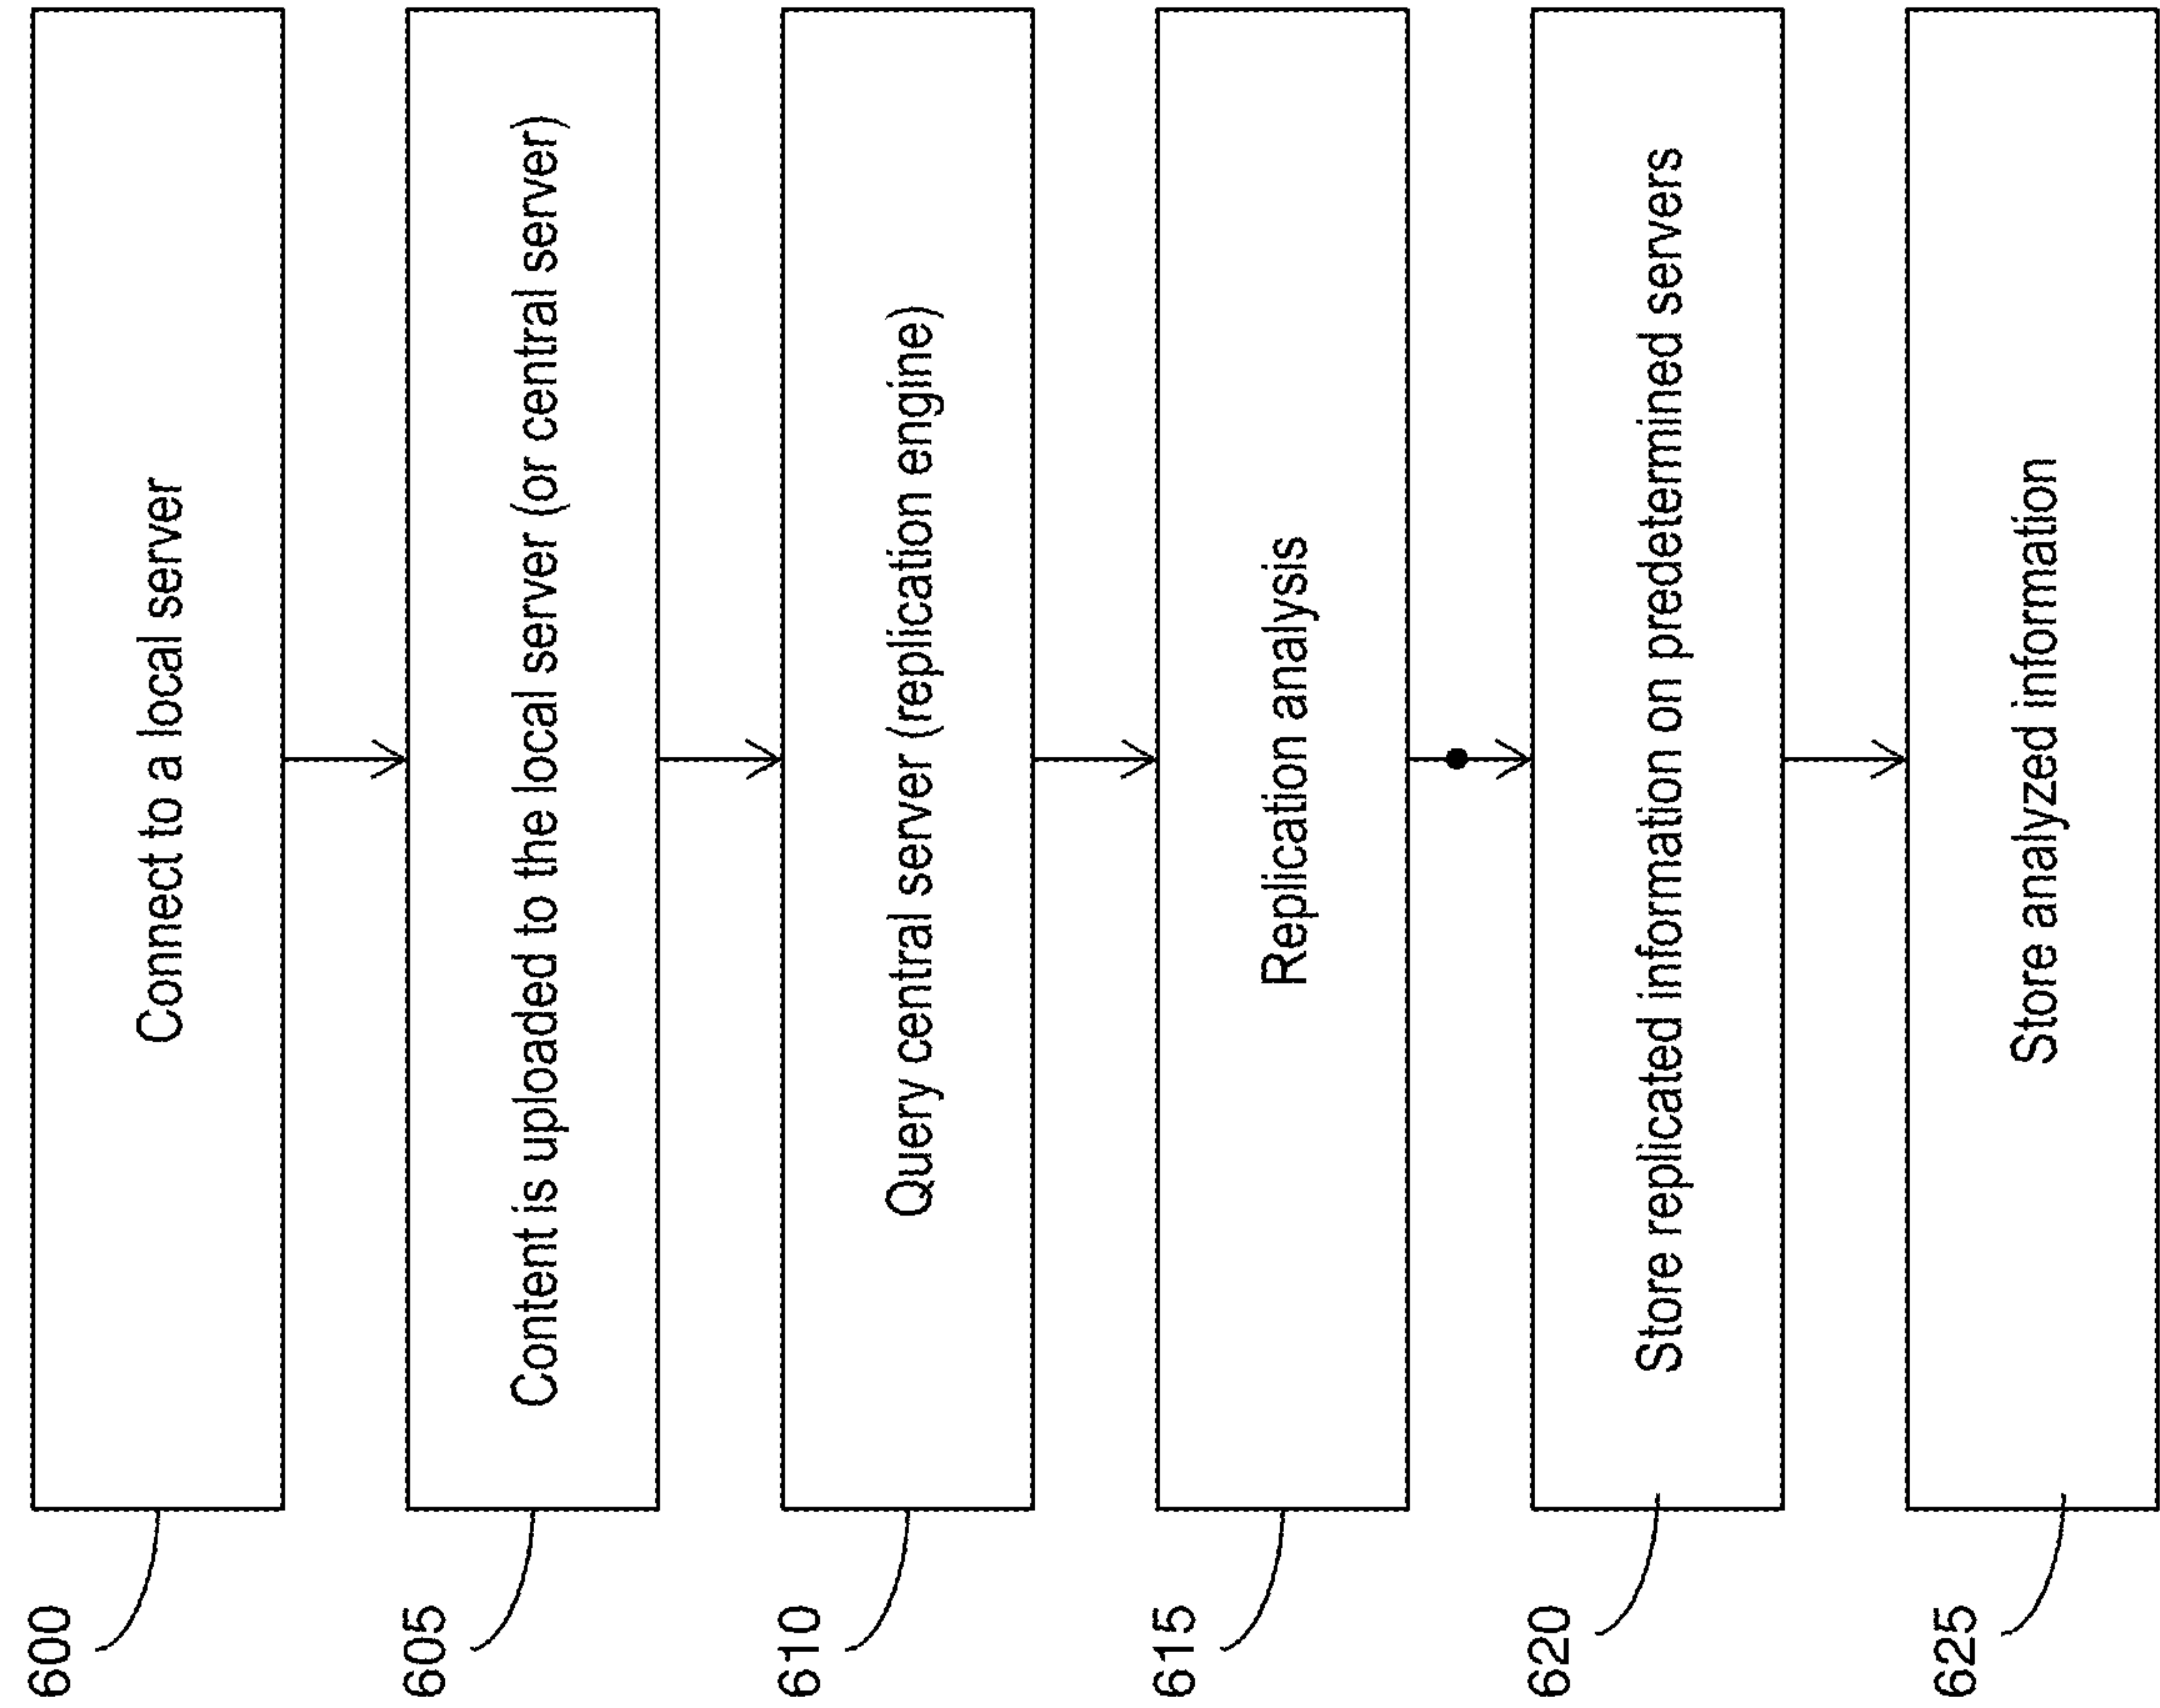 600
Connect to a local server
605
Content is uploaded to the local server (or central server)
610
Query central server (replication engine)
615
Replication analysis
620
Store replicated information on predetermined servers
625
Store analyzed information